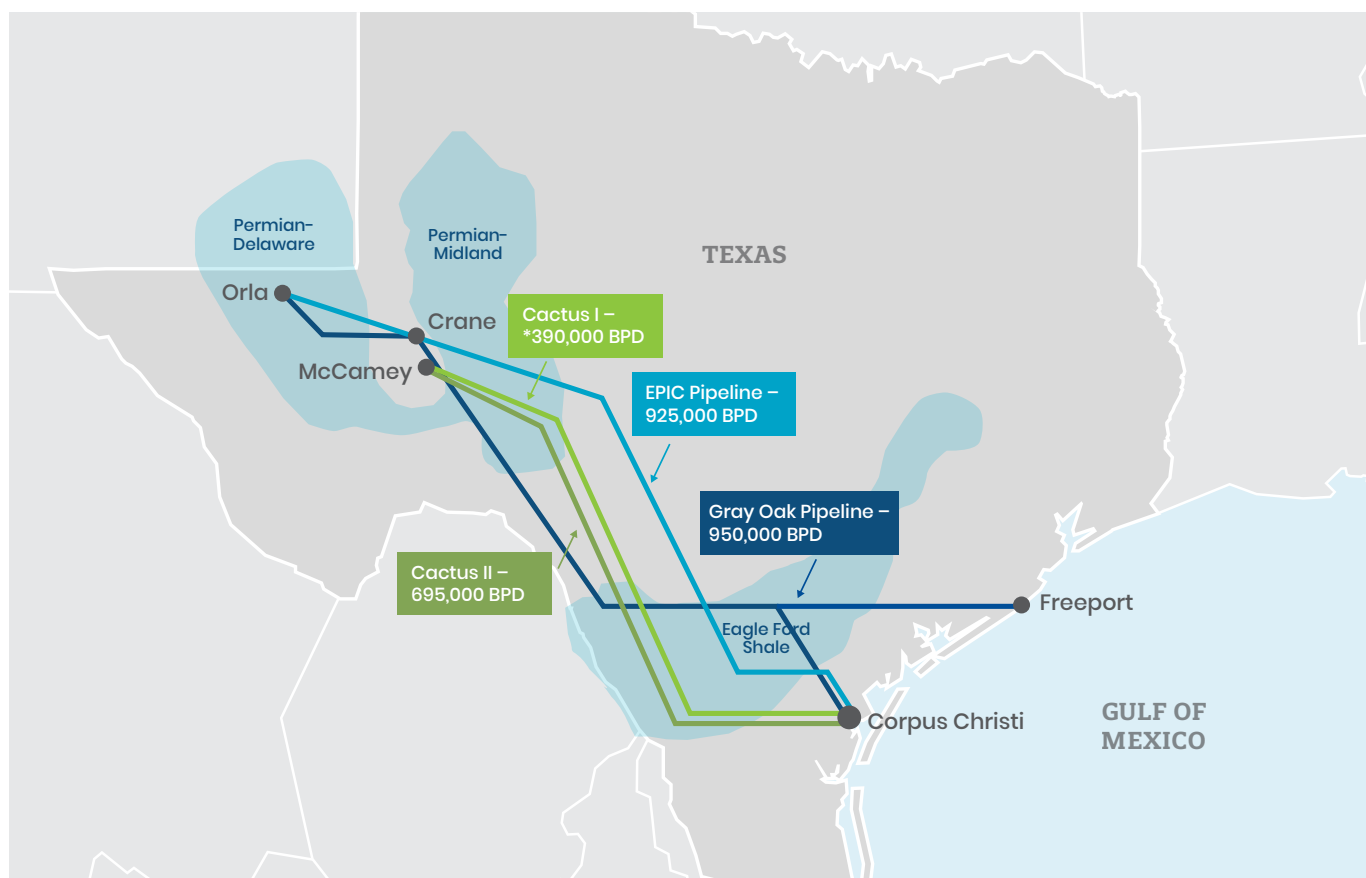 Permian-
Delaware
Permian-
Midland
TEXAS
Orla
Crane
Cactus I –
*390,000 BPD
McCamey
EPIC Pipeline –
925,000 BPD
Gray Oak Pipeline –
950,000 BPD
Cactus II –
695,000 BPD
Freeport
Eagle Ford
Shale
Corpus Christi
GULF OF
MEXICO